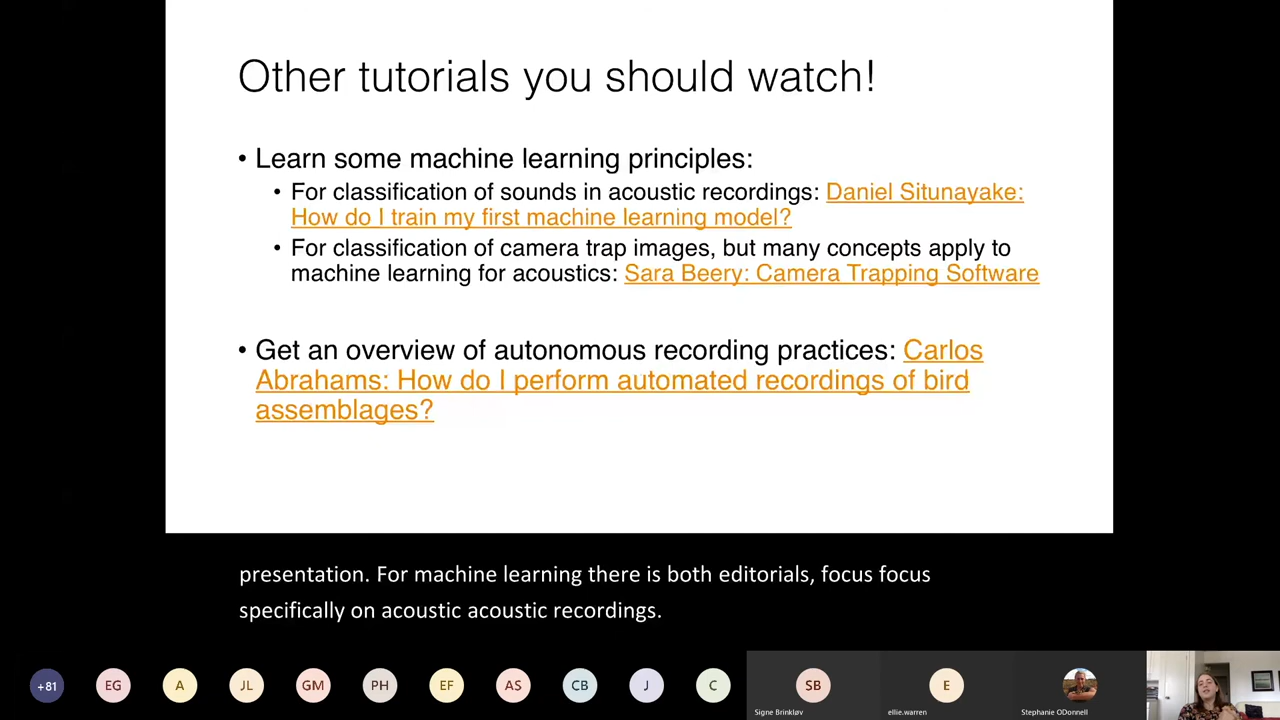 Other tutorials you should watch!
• Learn some machine learning principles:
• For classification of sounds in acoustic recordings: Daniel Situnayake:
How do I train my first machine learning model?
• For classification of camera trap images, but many concepts apply to
machine learning for acoustics: Sara Beery: Camera Trapping Software
• Get an overview of autonomous recording practices: Carlos
Abrahams: How do I perform automated recordings of bird
assemblages?
presentation. For machine learning there is both editorials, focus focus
specifically on acoustic acoustic recordings.
+81 EG A JL GM PH EF AS CB J C SB E
Signe Brinkløv ellie.warren Stephanie ODonnell